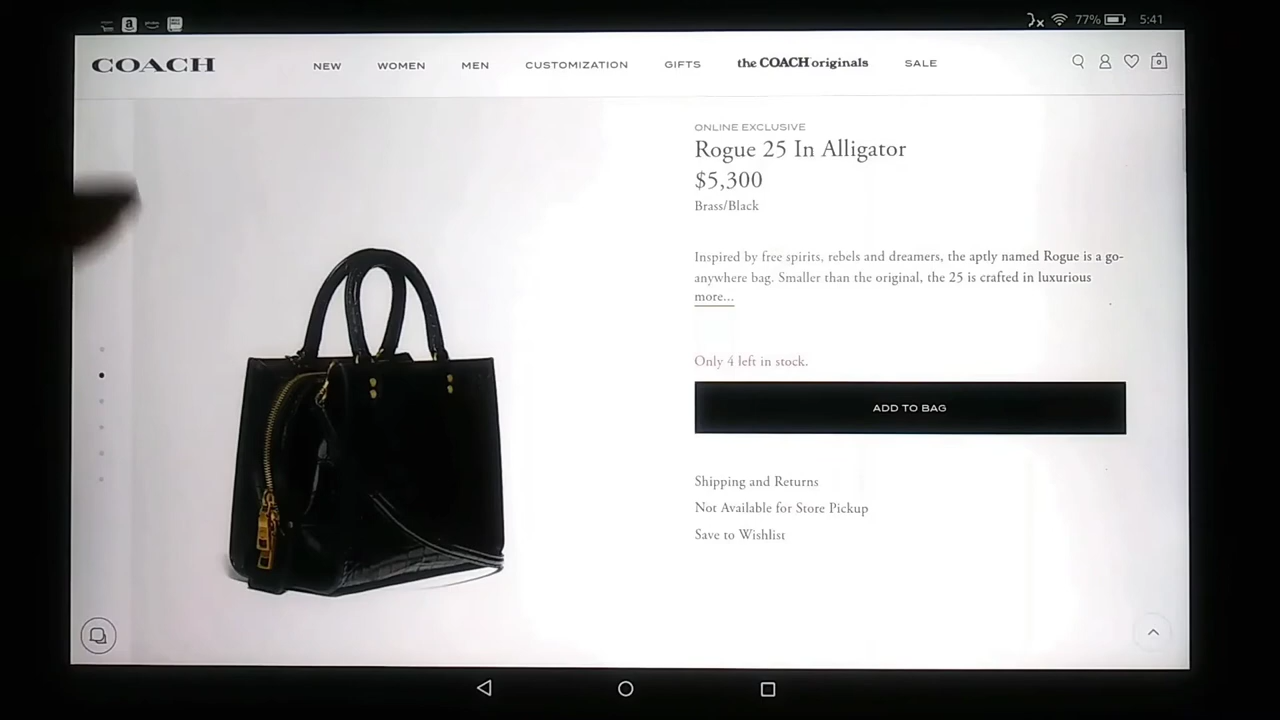 77% 5:41
COACH NEW WOMEN MEN CUSTOMIZATION GIFTS the COACH originals SALE
0
ONLINE EXCLUSIVE
Rogue 25 In Alligator
$5,300
Brass/Black
Inspired by free spirits, rebels and dreamers, the aptly named Rogue is a go-
anywhere bag. Smaller than the original, the 25 is crafted in luxurious
more...
Only 4 left in stock.
ADD TO BAG
Shipping and Returns
Not Available for Store Pickup
Save to Wishlist